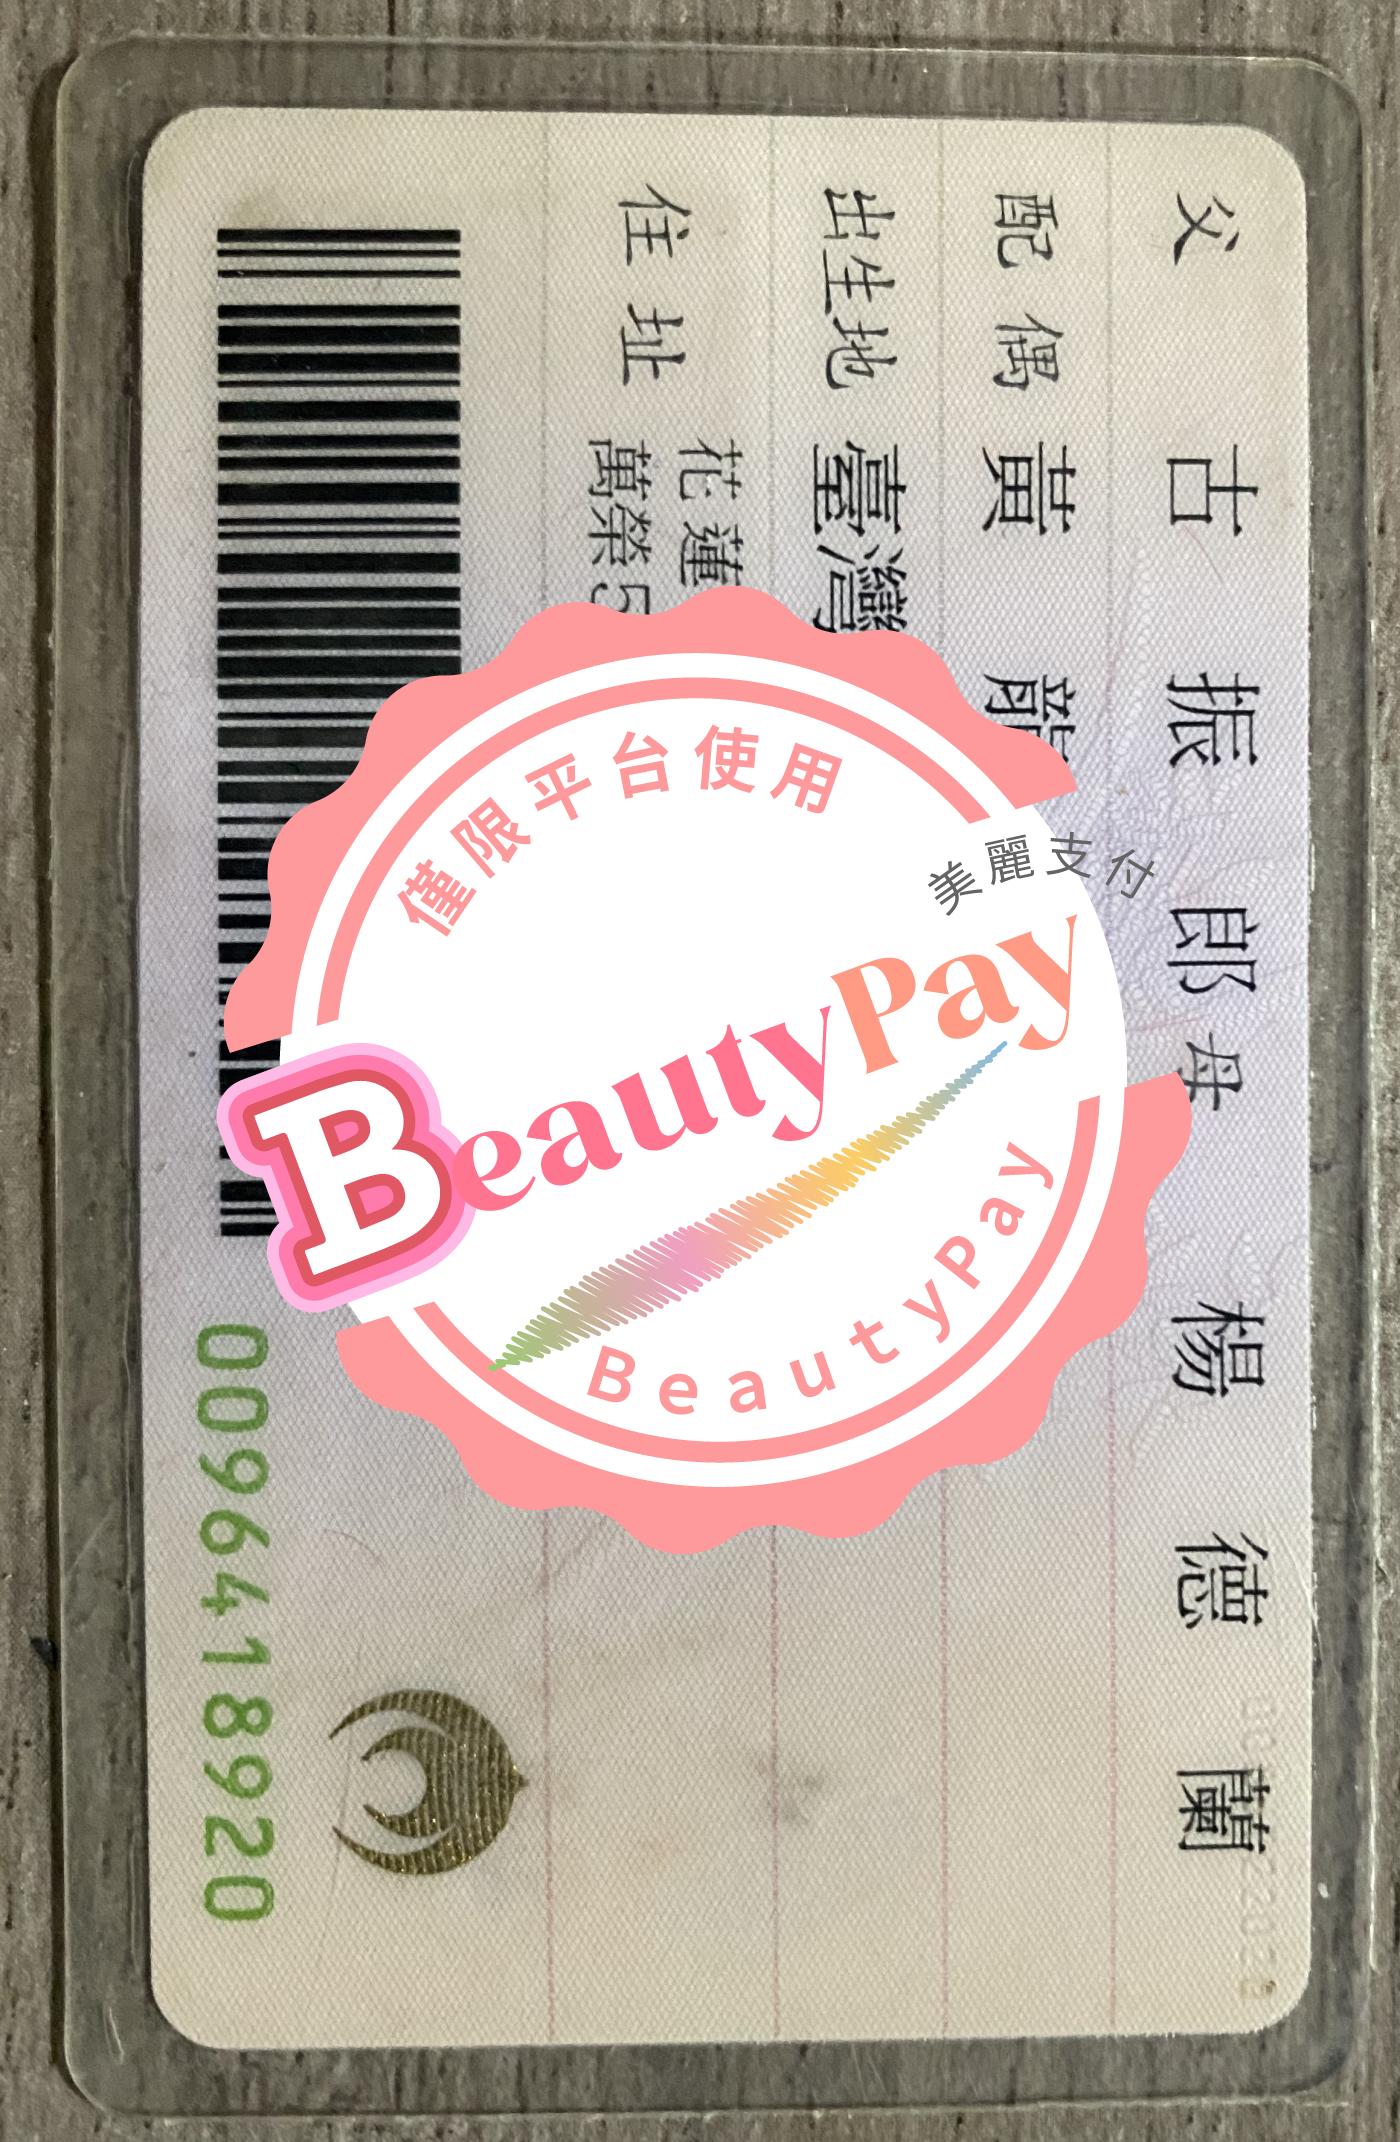 父 古振郎 母 楊德蘭
配偶 黃
出生地 臺灣
住址 花蓮
萬榮5
0096418920
僅限平台使用
美麗支付
BeautyPay
BeautyPay